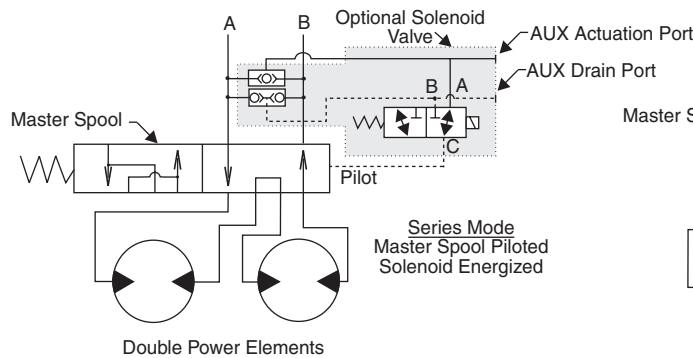 A
B
Optional Solenoid
Valve
AUX Actuation Port
AUX Drain Port
B
A
Master Spool
Master S
C
Pilot
Series Mode
Master Spool Piloted
Solenoid Energized
Double Power Elements